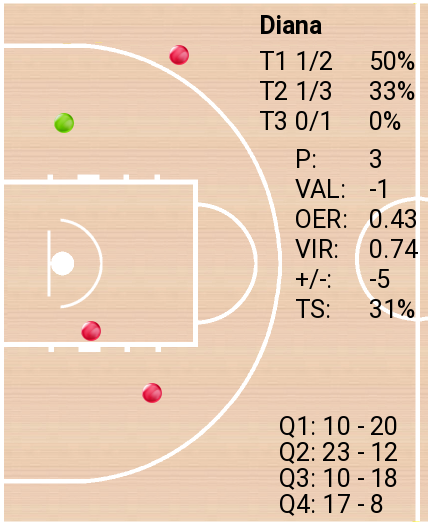 Diana
T1 1/2 50%
T2 1/3 33%
T3 0/1 0%
P: 3
VAL: -1
OER: 0.43
VIR: 0.74
+/-: -5
TS: 31%
Q1: 10 - 20
Q2: 23 - 12
Q3: 10 - 18
Q4: 17 - 8